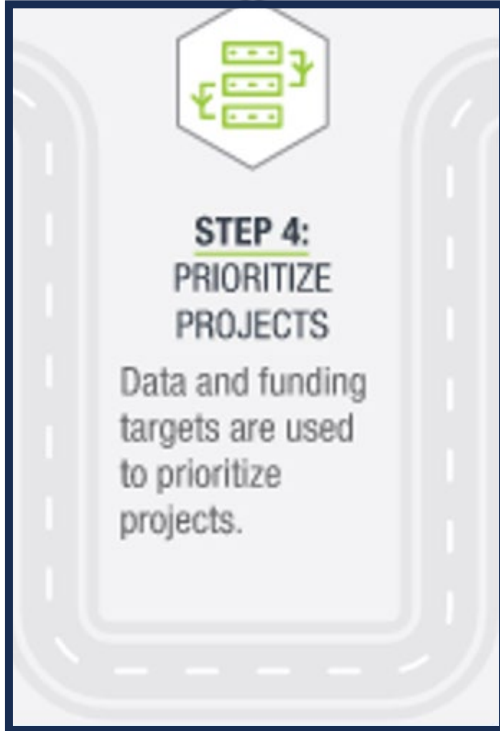 STEP 4:
PRIORITIZE
PROJECTS
Data and funding
targets are used
to prioritize
projects.